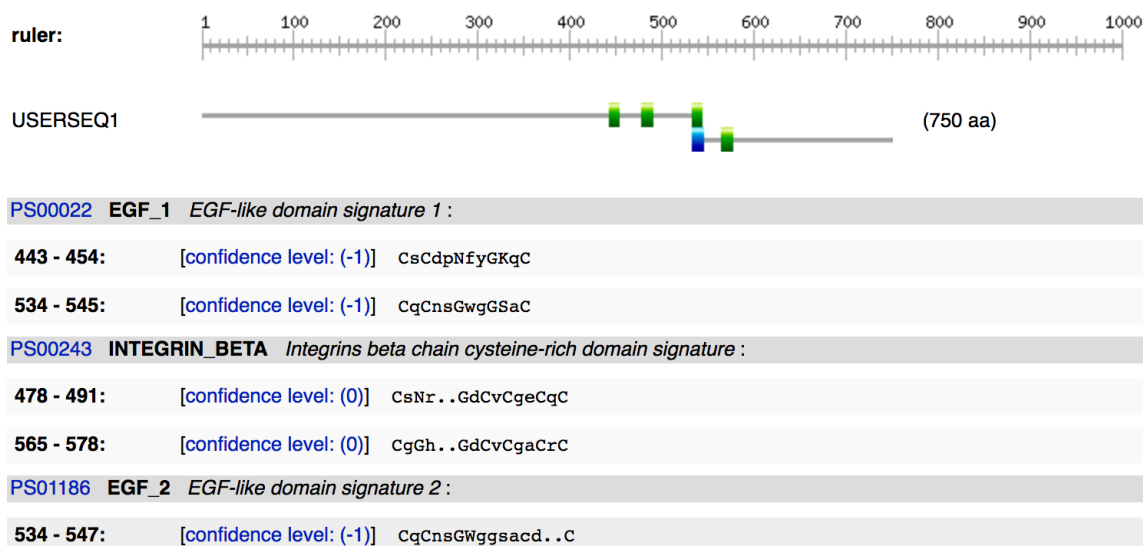 1 100 200 300 400 500 600 700 800 900 1000
ruler:
USERSEQ1 (750 aa)
PS00022 EGF_1 EGF-like domain signature 1 :
443 - 454: [confidence level: (-1)] CsCdpNfyGKqC
534 - 545: [confidence level: (-1)] CqCnsGwgGSaC
PS00243 INTEGRIN_BETA Integrins beta chain cysteine-rich domain signature :
478 - 491: [confidence level: (0)] CsNr..GdCvCgeCqC
565 - 578: [confidence level: (0)] CgGh..GdCvCgaCrC
PS01186 EGF_2 EGF-like domain signature 2 :
534 - 547: [confidence level: (-1)] CqCnsGWggsacd..C